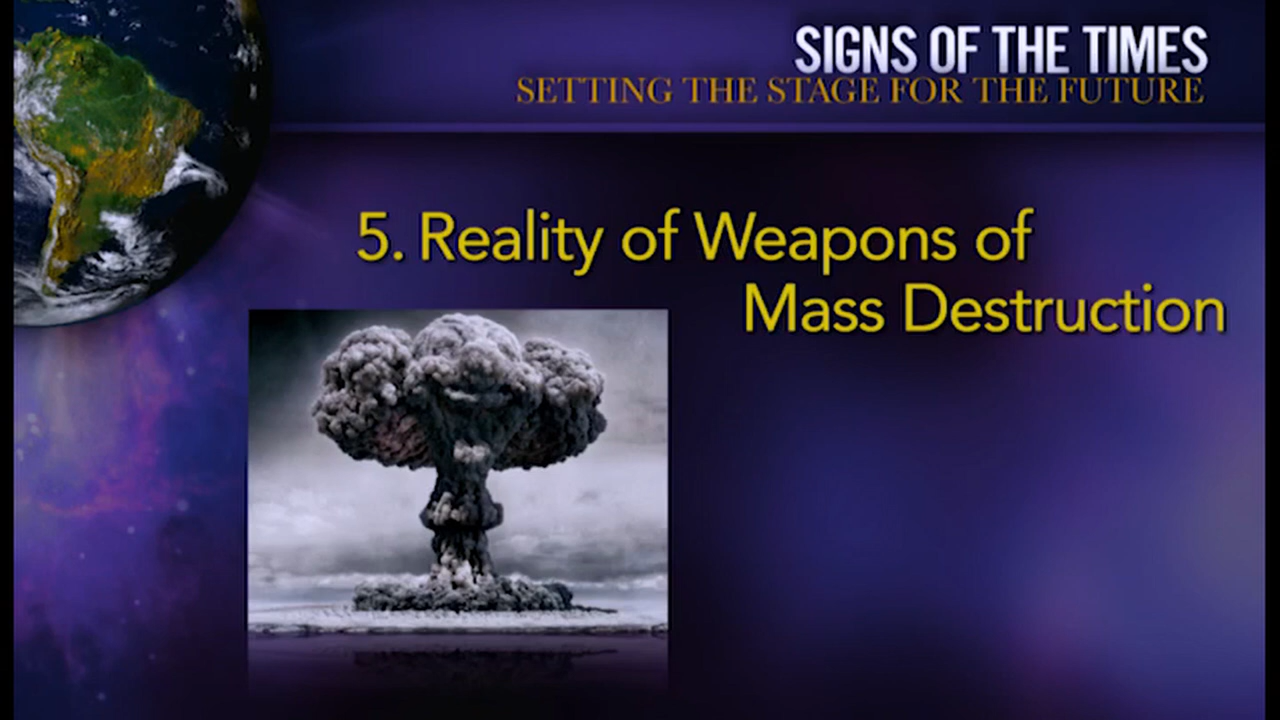 SIGNS OF THE TIMES
SETTING THE STAGE FOR THE FUTURE
5. Reality of Weapons of
Mass Destruction